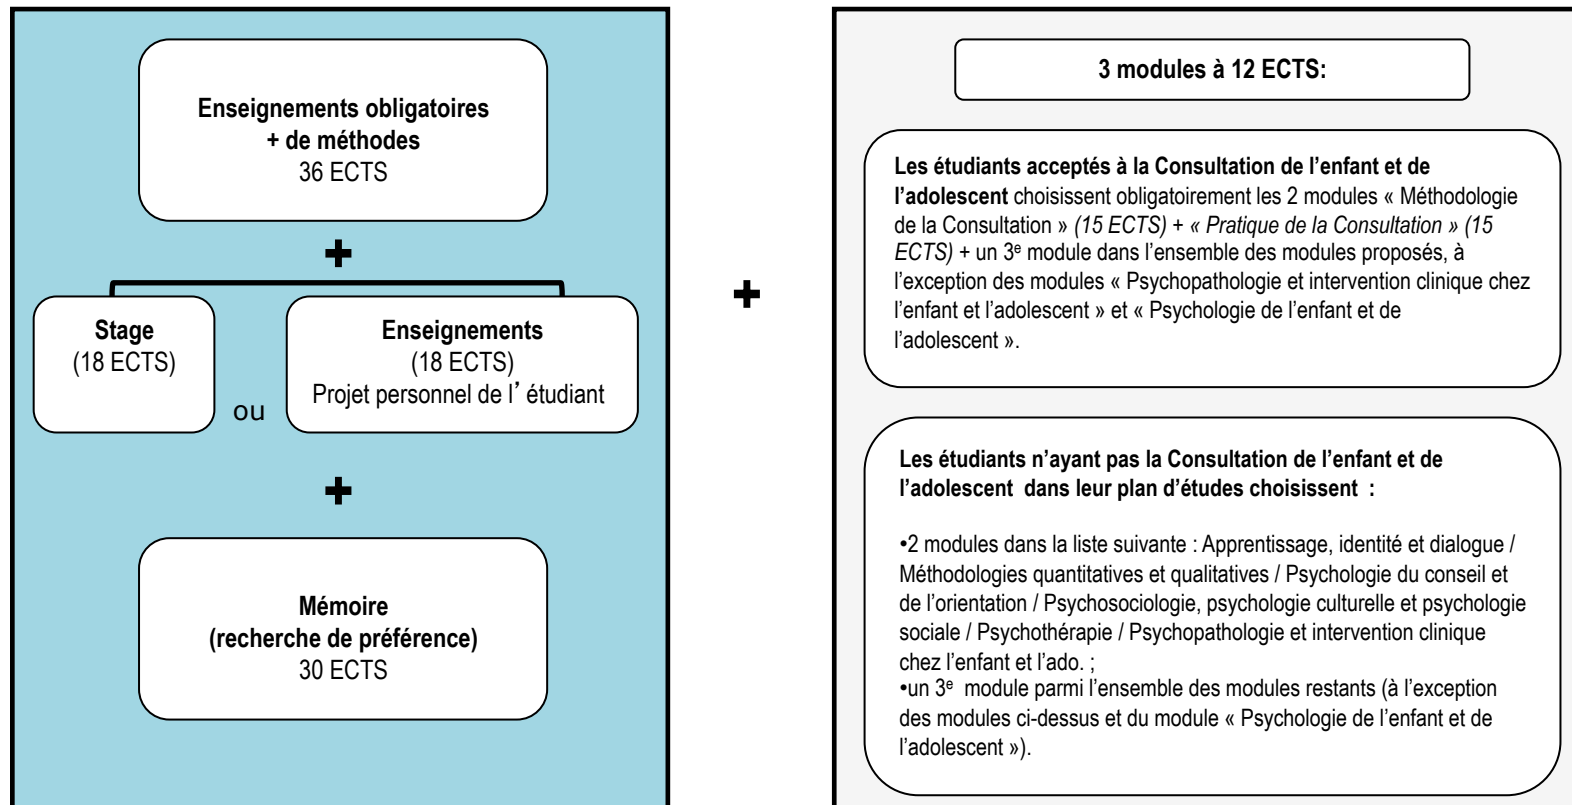 Enseignements obligatoires
+ de méthodes
36 ECTS
+
Stage
(18 ECTS)
ou
Enseignements
(18 ECTS)
Projet personnel de l’ étudiant
+
Mémoire
(recherche de préférence)
30 ECTS
+
3 modules à 12 ECTS:
Les étudiants acceptés à la Consultation de l’enfant et de
l’adolescent choisissent obligatoirement les 2 modules « Méthodologie
de la Consultation » (15 ECTS) + « Pratique de la Consultation » (15
ECTS) + un 3e module dans l’ensemble des modules proposés, à
l’exception des modules « Psychopathologie et intervention clinique chez
l’enfant et l’adolescent » et « Psychologie de l’enfant et de
l’adolescent ».
Les étudiants n’ayant pas la Consultation de l’enfant et de
l’adolescent dans leur plan d’études choisissent :
•2 modules dans la liste suivante : Apprentissage, identité et dialogue /
Méthodologies quantitatives et qualitatives / Psychologie du conseil et
de l’orientation / Psychosociologie, psychologie culturelle et psychologie
sociale / Psychothérapie / Psychopathologie et intervention clinique
chez l’enfant et l’ado. ;
•un 3e module parmi l’ensemble des modules restants (à l’exception
des modules ci-dessus et du module « Psychologie de l’enfant et de
l’adolescent »).